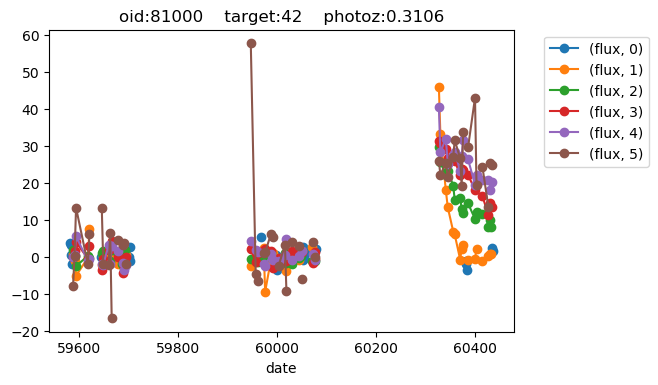 oid:81000    target:42    photoz:0.3106
60
50
40
30
20
10
0
−10
−20
59600 59800 60000 60200 60400
date
(flux, 0)
(flux, 1)
(flux, 2)
(flux, 3)
(flux, 4)
(flux, 5)